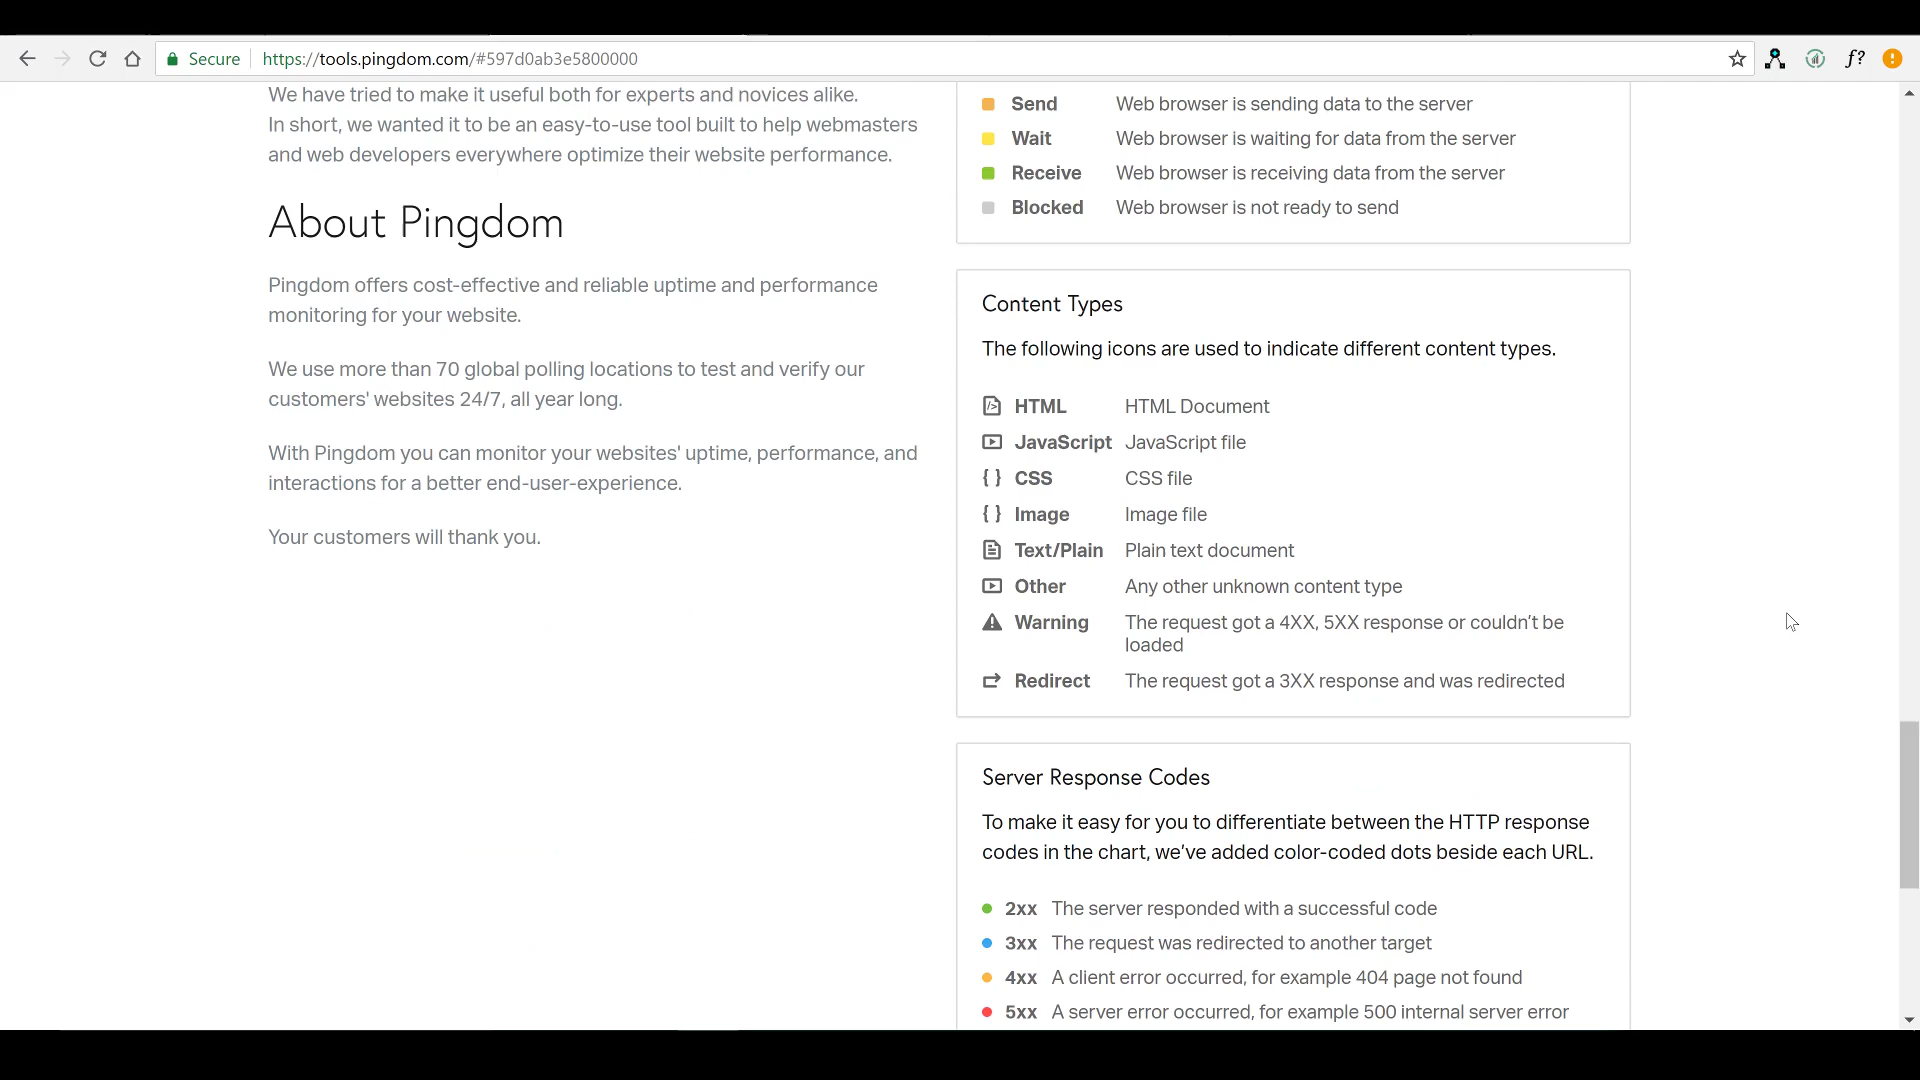 Secure
https://tools.pingdom.com/#597d0ab3e5800000
f?
We have tried to make it useful both for experts and novices alike.
In short, we wanted it to be an easy-to-use tool built to help webmasters
and web developers everywhere optimize their website performance.
About Pingdom
Pingdom offers cost-effective and reliable uptime and performance
monitoring for your website.
We use more than 70 global polling locations to test and verify our
customers' websites 24/7, all year long.
With Pingdom you can monitor your websites' uptime, performance, and
interactions for a better end-user-experience.
Your customers will thank you.
Send Web browser is sending data to the server
Wait Web browser is waiting for data from the server
Receive Web browser is receiving data from the server
Blocked Web browser is not ready to send
Content Types
The following icons are used to indicate different content types.
HTML HTML Document
JavaScript JavaScript file
{ } CSS CSS file
{ } Image Image file
Text/Plain Plain text document
Other Any other unknown content type
Warning The request got a 4XX, 5XX response or couldn’t be
loaded
Redirect The request got a 3XX response and was redirected
Server Response Codes
To make it easy for you to differentiate between the HTTP response
codes in the chart, we’ve added color-coded dots beside each URL.
2xx The server responded with a successful code
3xx The request was redirected to another target
4xx A client error occurred, for example 404 page not found
5xx A server error occurred, for example 500 internal server error